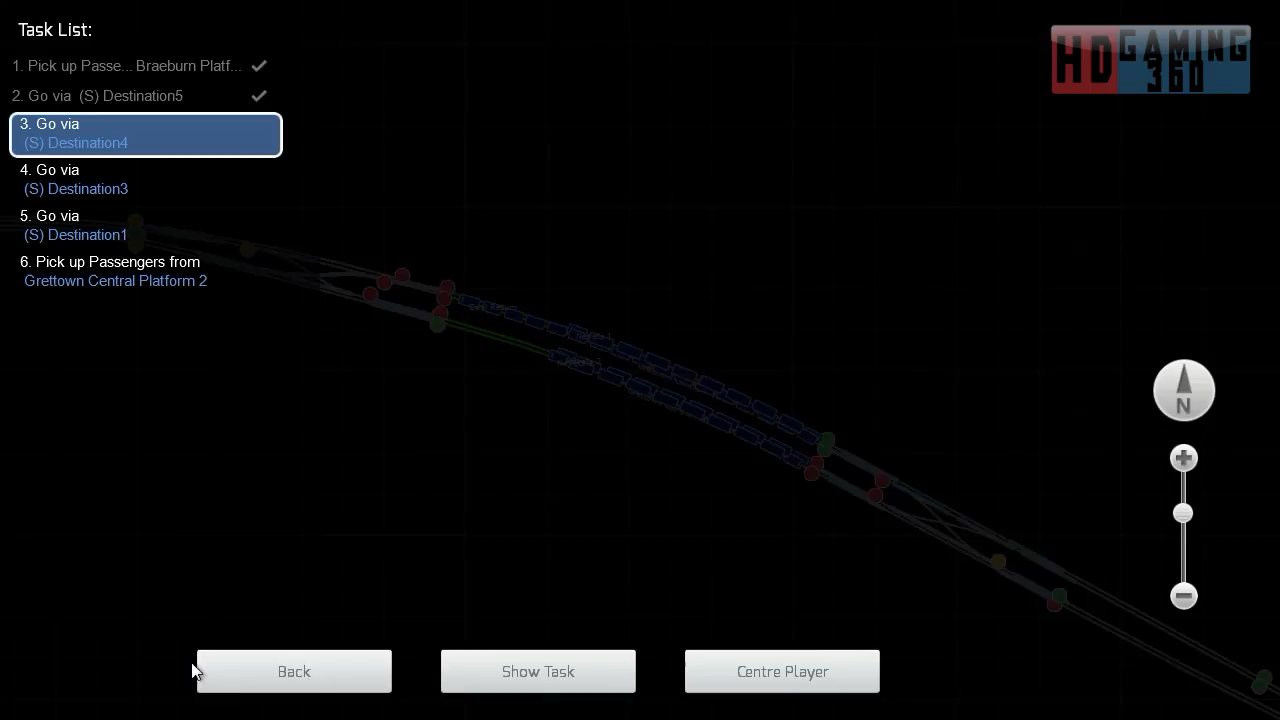 Task List:
1. Pick up Passe... Braeburn Platf...
2. Go via (S) Destination5
3. Go via
(S) Destination4
4. Go via
(S) Destination3
5. Go via
(S) Destination1
6. Pick up Passengers from
Grettown Central Platform 2
HD GAMING
360
N
Back
Show Task
Centre Player